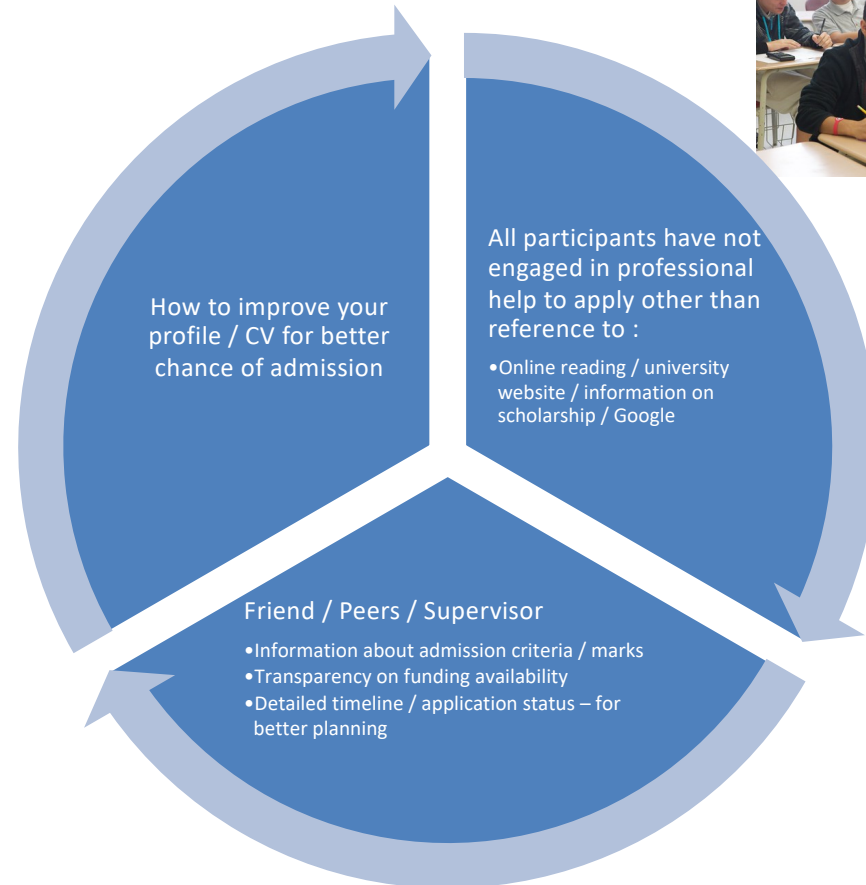 How to improve your
profile / CV for better
chance of admission
All participants have not
engaged in professional
help to apply other than
reference to :
•Online reading / university
website / information on
scholarship / Google
Friend / Peers / Supervisor
•Information about admission criteria / marks
•Transparency on funding availability
•Detailed timeline / application status – for
better planning